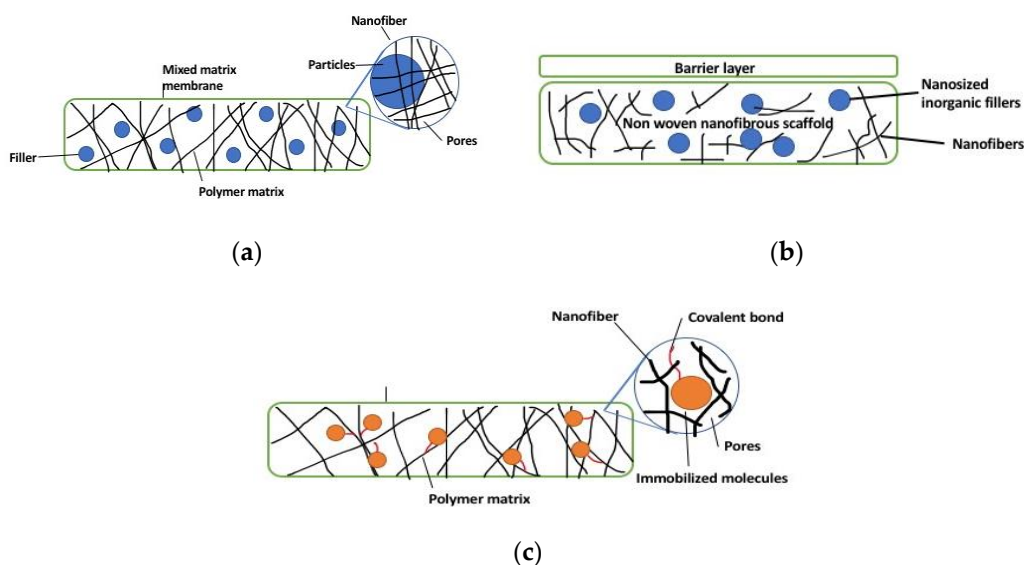 (a)
Nanofiber
Particles
Mixed matrix
membrane
Pores
Filler
Polymer matrix
(b)
Barrier layer
Nanosized
inorganic fillers
Non woven nanofibrous scaffold
Nanofibers
(a)
(b)
Nanofiber
Covalent bond
Pores
Immobilized molecules
Polymer matrix
(c)